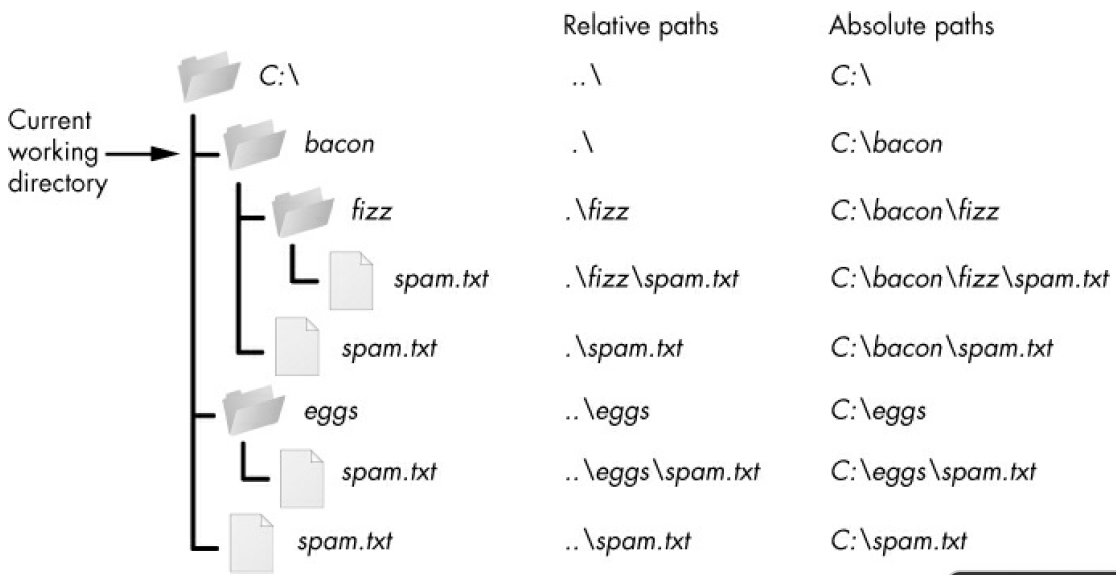 Relative paths Absolute paths
C:\ ..\ C:\
Current
working
directory
bacon .\ C:\bacon
fizz .\fizz C:\bacon\fizz
spam.txt .\fizz\spam.txt C:\bacon\fizz\spam.txt
spam.txt .\spam.txt C:\bacon\spam.txt
eggs ..\eggs C:\eggs
spam.txt ..\eggs\spam.txt C:\eggs\spam.txt
spam.txt ..\spam.txt C:\spam.txt